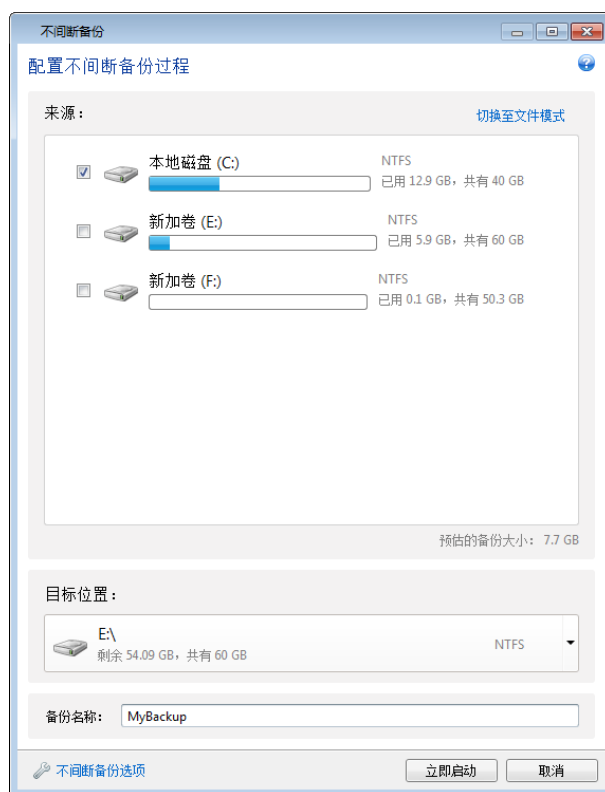 不间断备份
配置不间断备份过程
来源：
切换至文件模式
本地磁盘 (C:)
NTFS
已用 12.9 GB，共有 40 GB
新加卷 (E:)
NTFS
已用 5.9 GB，共有 60 GB
新加卷 (F:)
NTFS
已用 0.1 GB，共有 50.3 GB
预估的备份大小： 7.7 GB
目标位置：
E:\
剩余 54.09 GB，共有 60 GB
NTFS
备份名称：
MyBackup
不间断备份选项
立即启动
取消